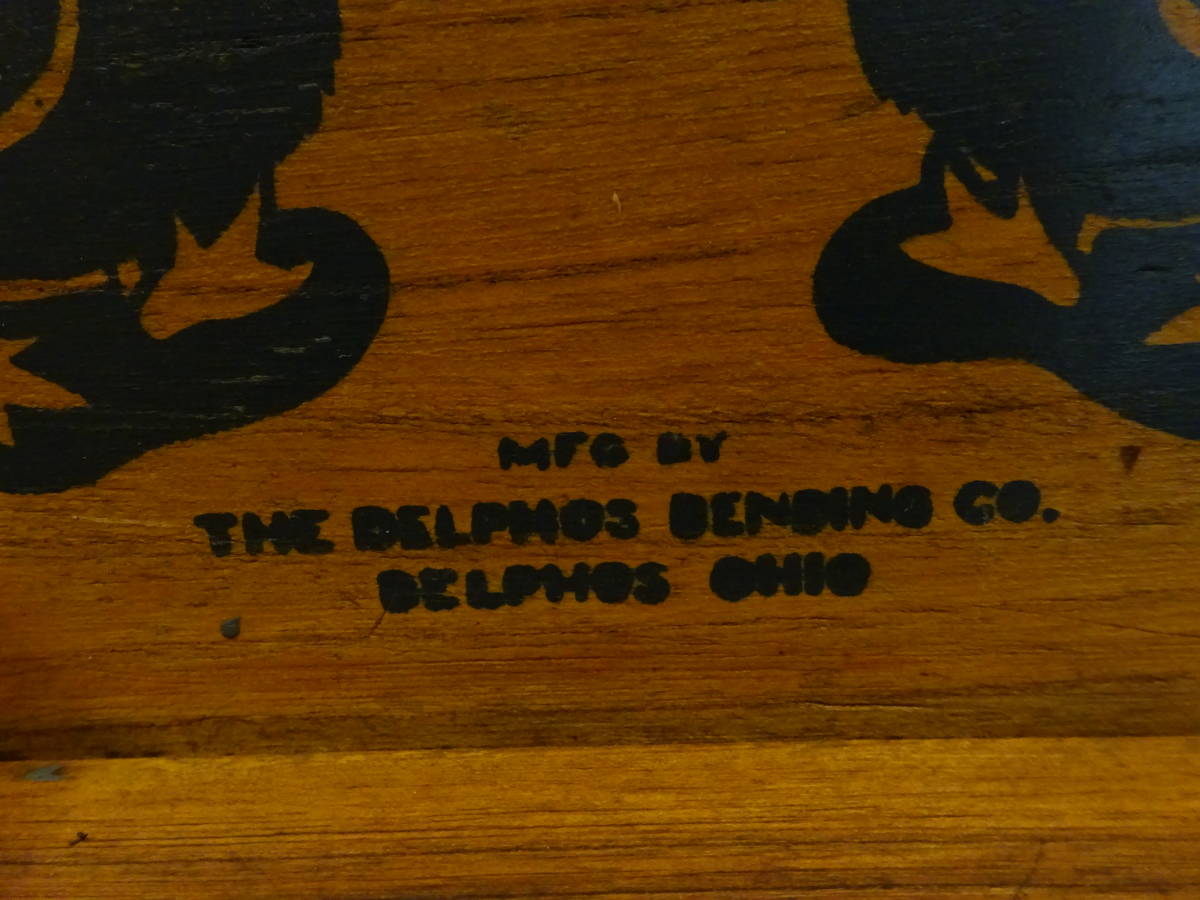 MFG BY
THE DELPHOS BENDING CO.
DELPHOS OHIO